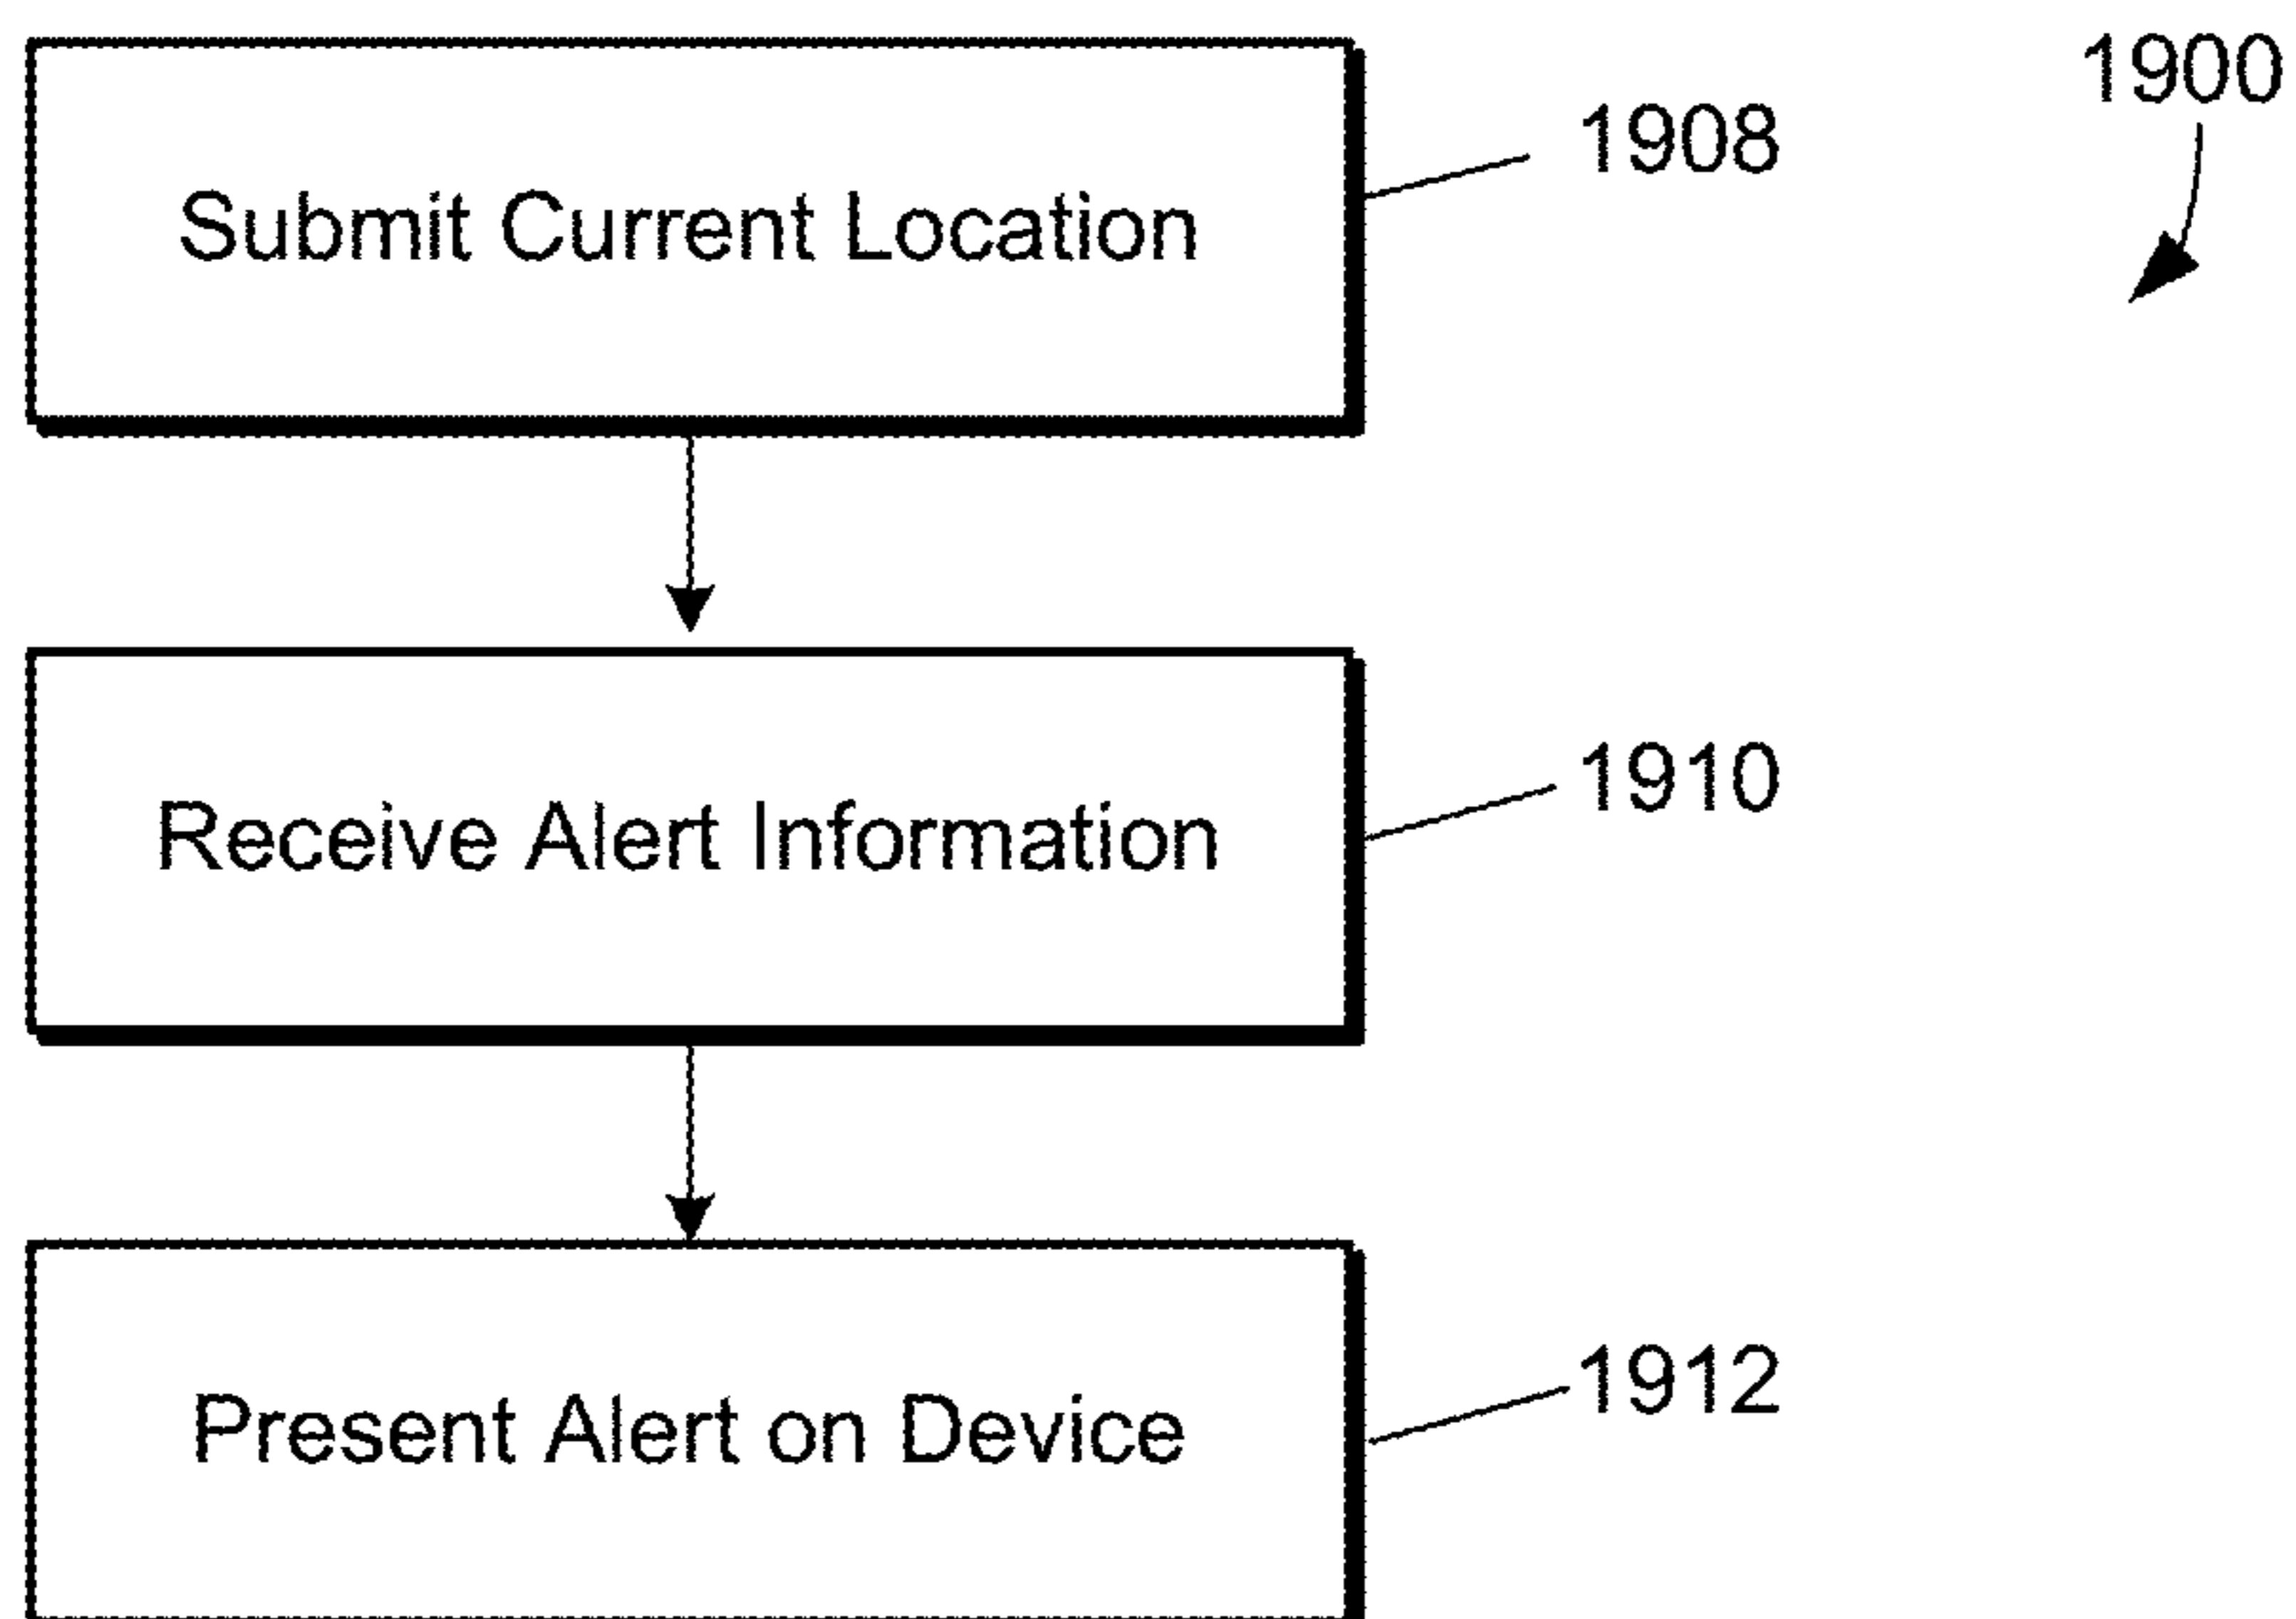 1900
Submit Current Location
1908
Receive Alert Information
1910
Present Alert on Device
1912